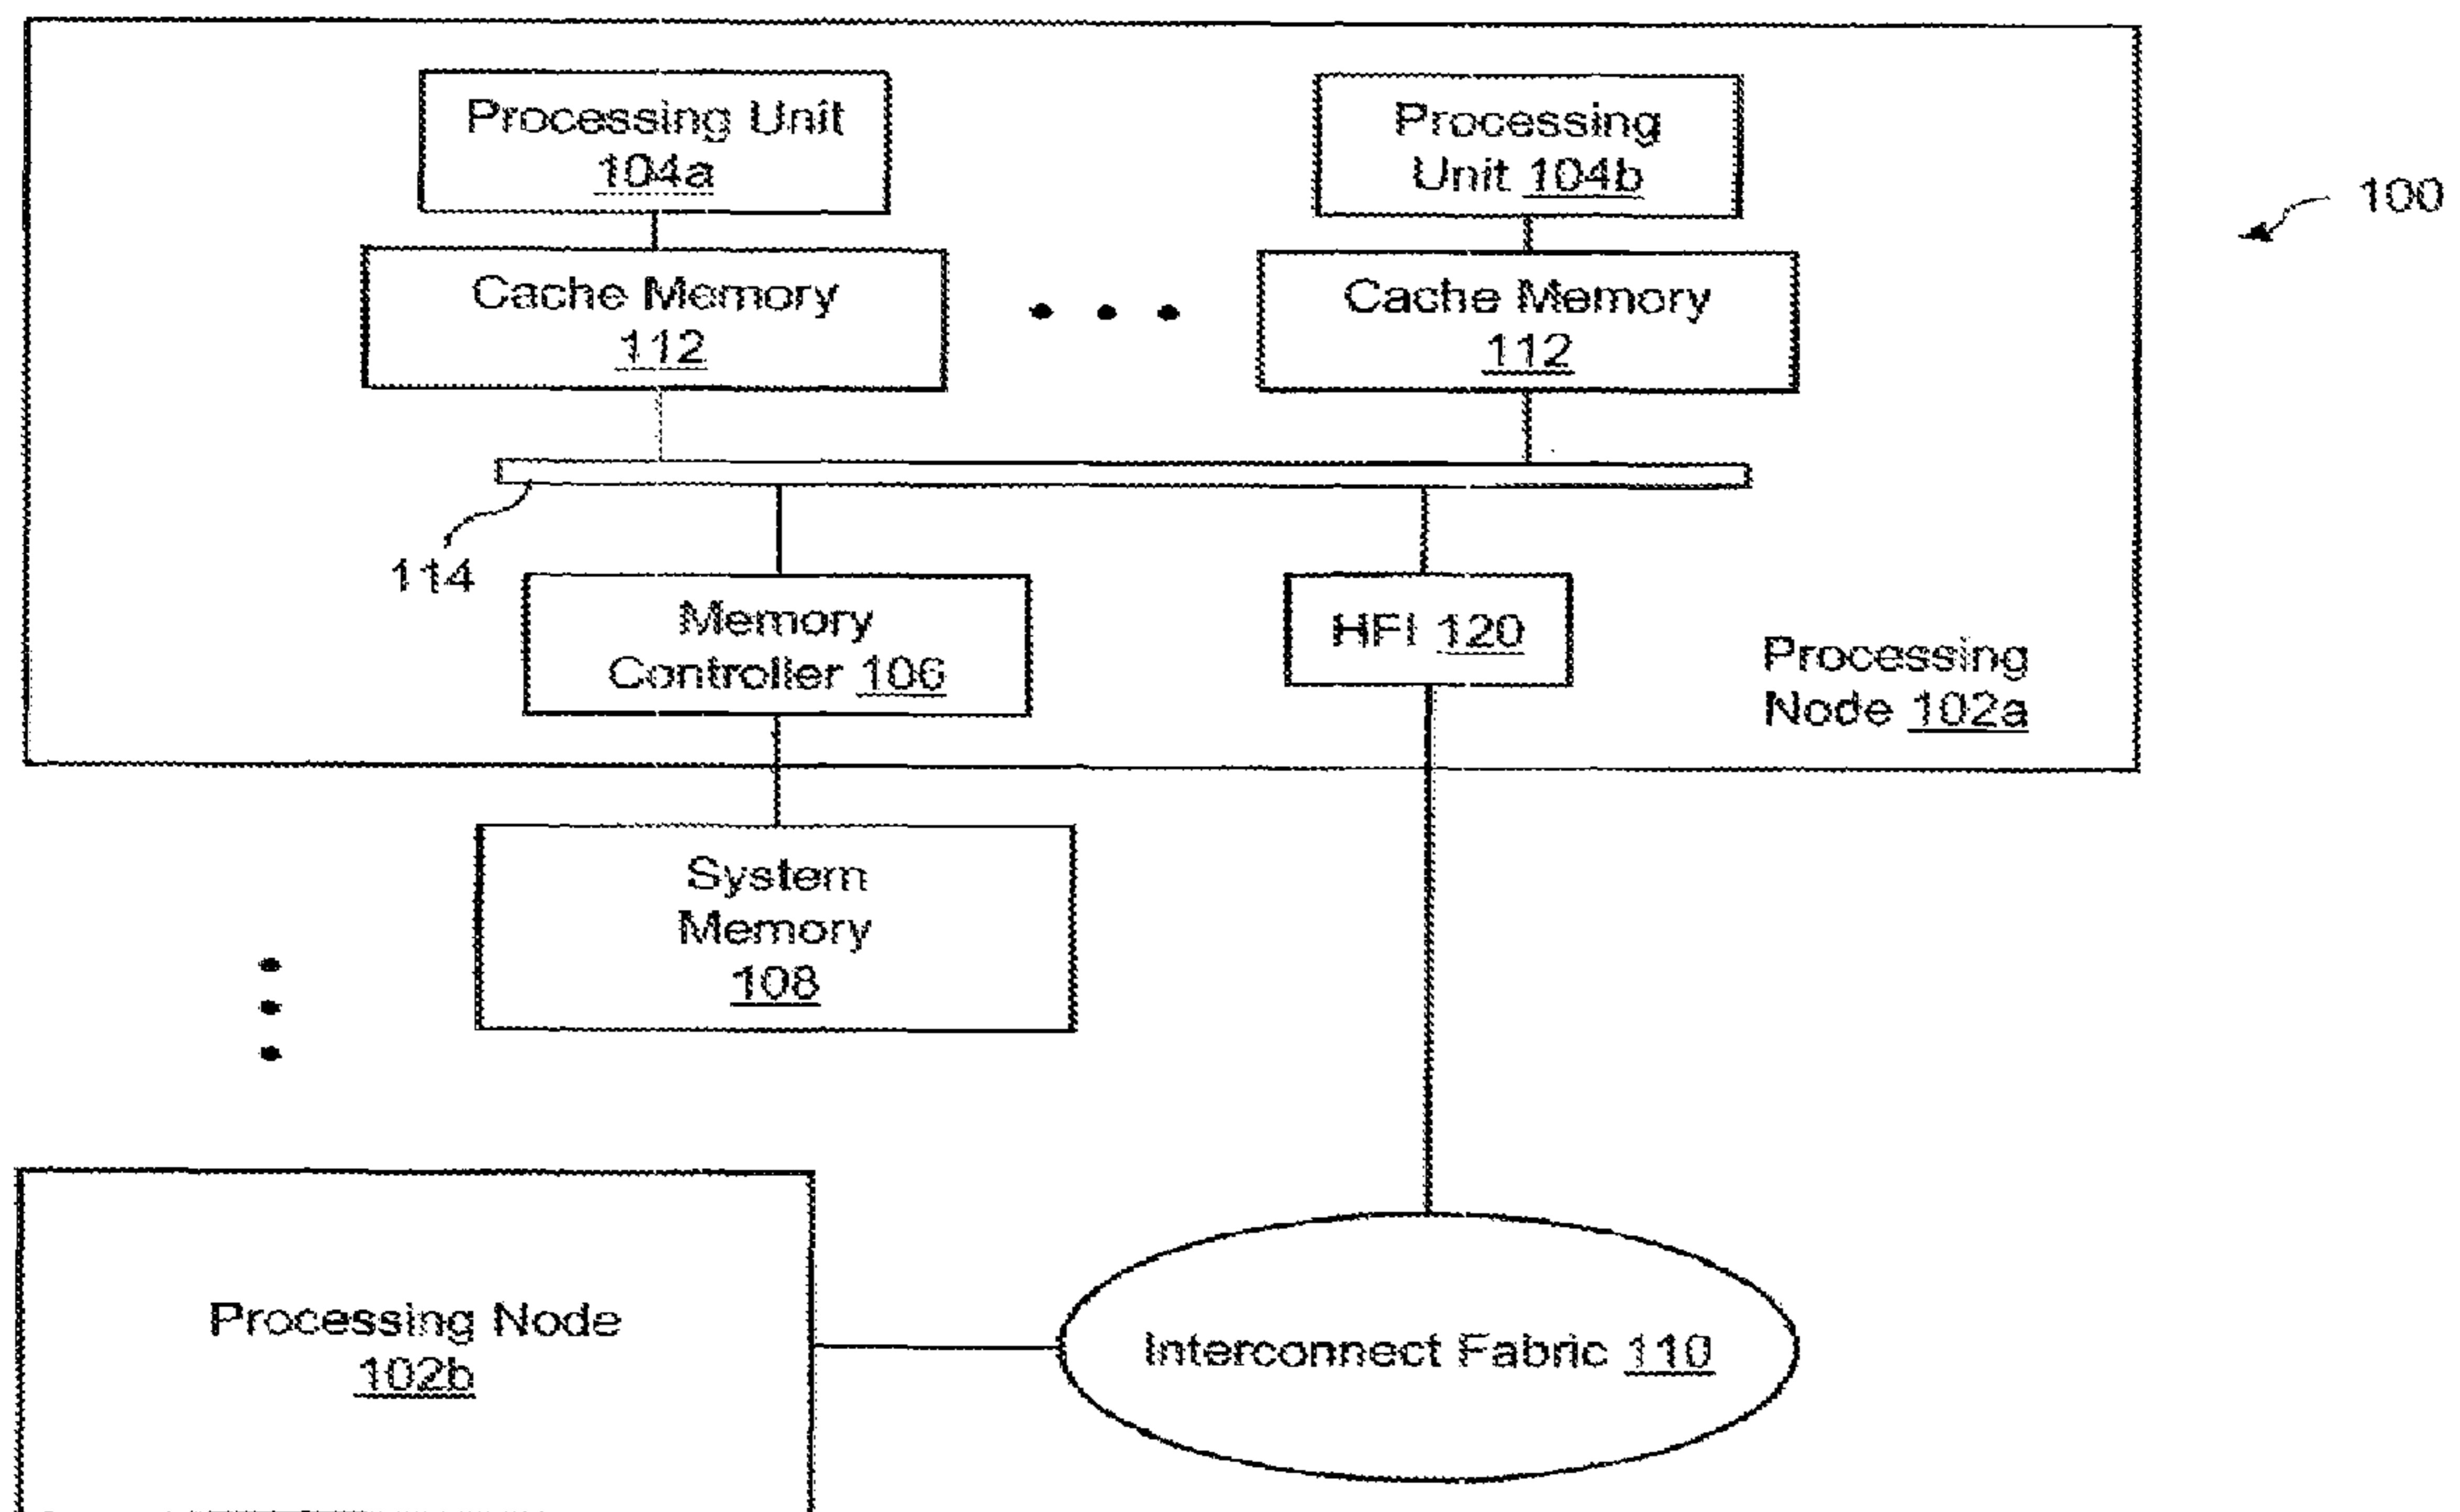 Processing Unit
104a
Processing
Unit 104b
100
Cache Memory
112
• • •
Cache Memory
112
114
Memory
Controller 106
HFI 120
Processing
Node 102a
System
Memory
108
Processing Node
102b
Interconnect Fabric 110